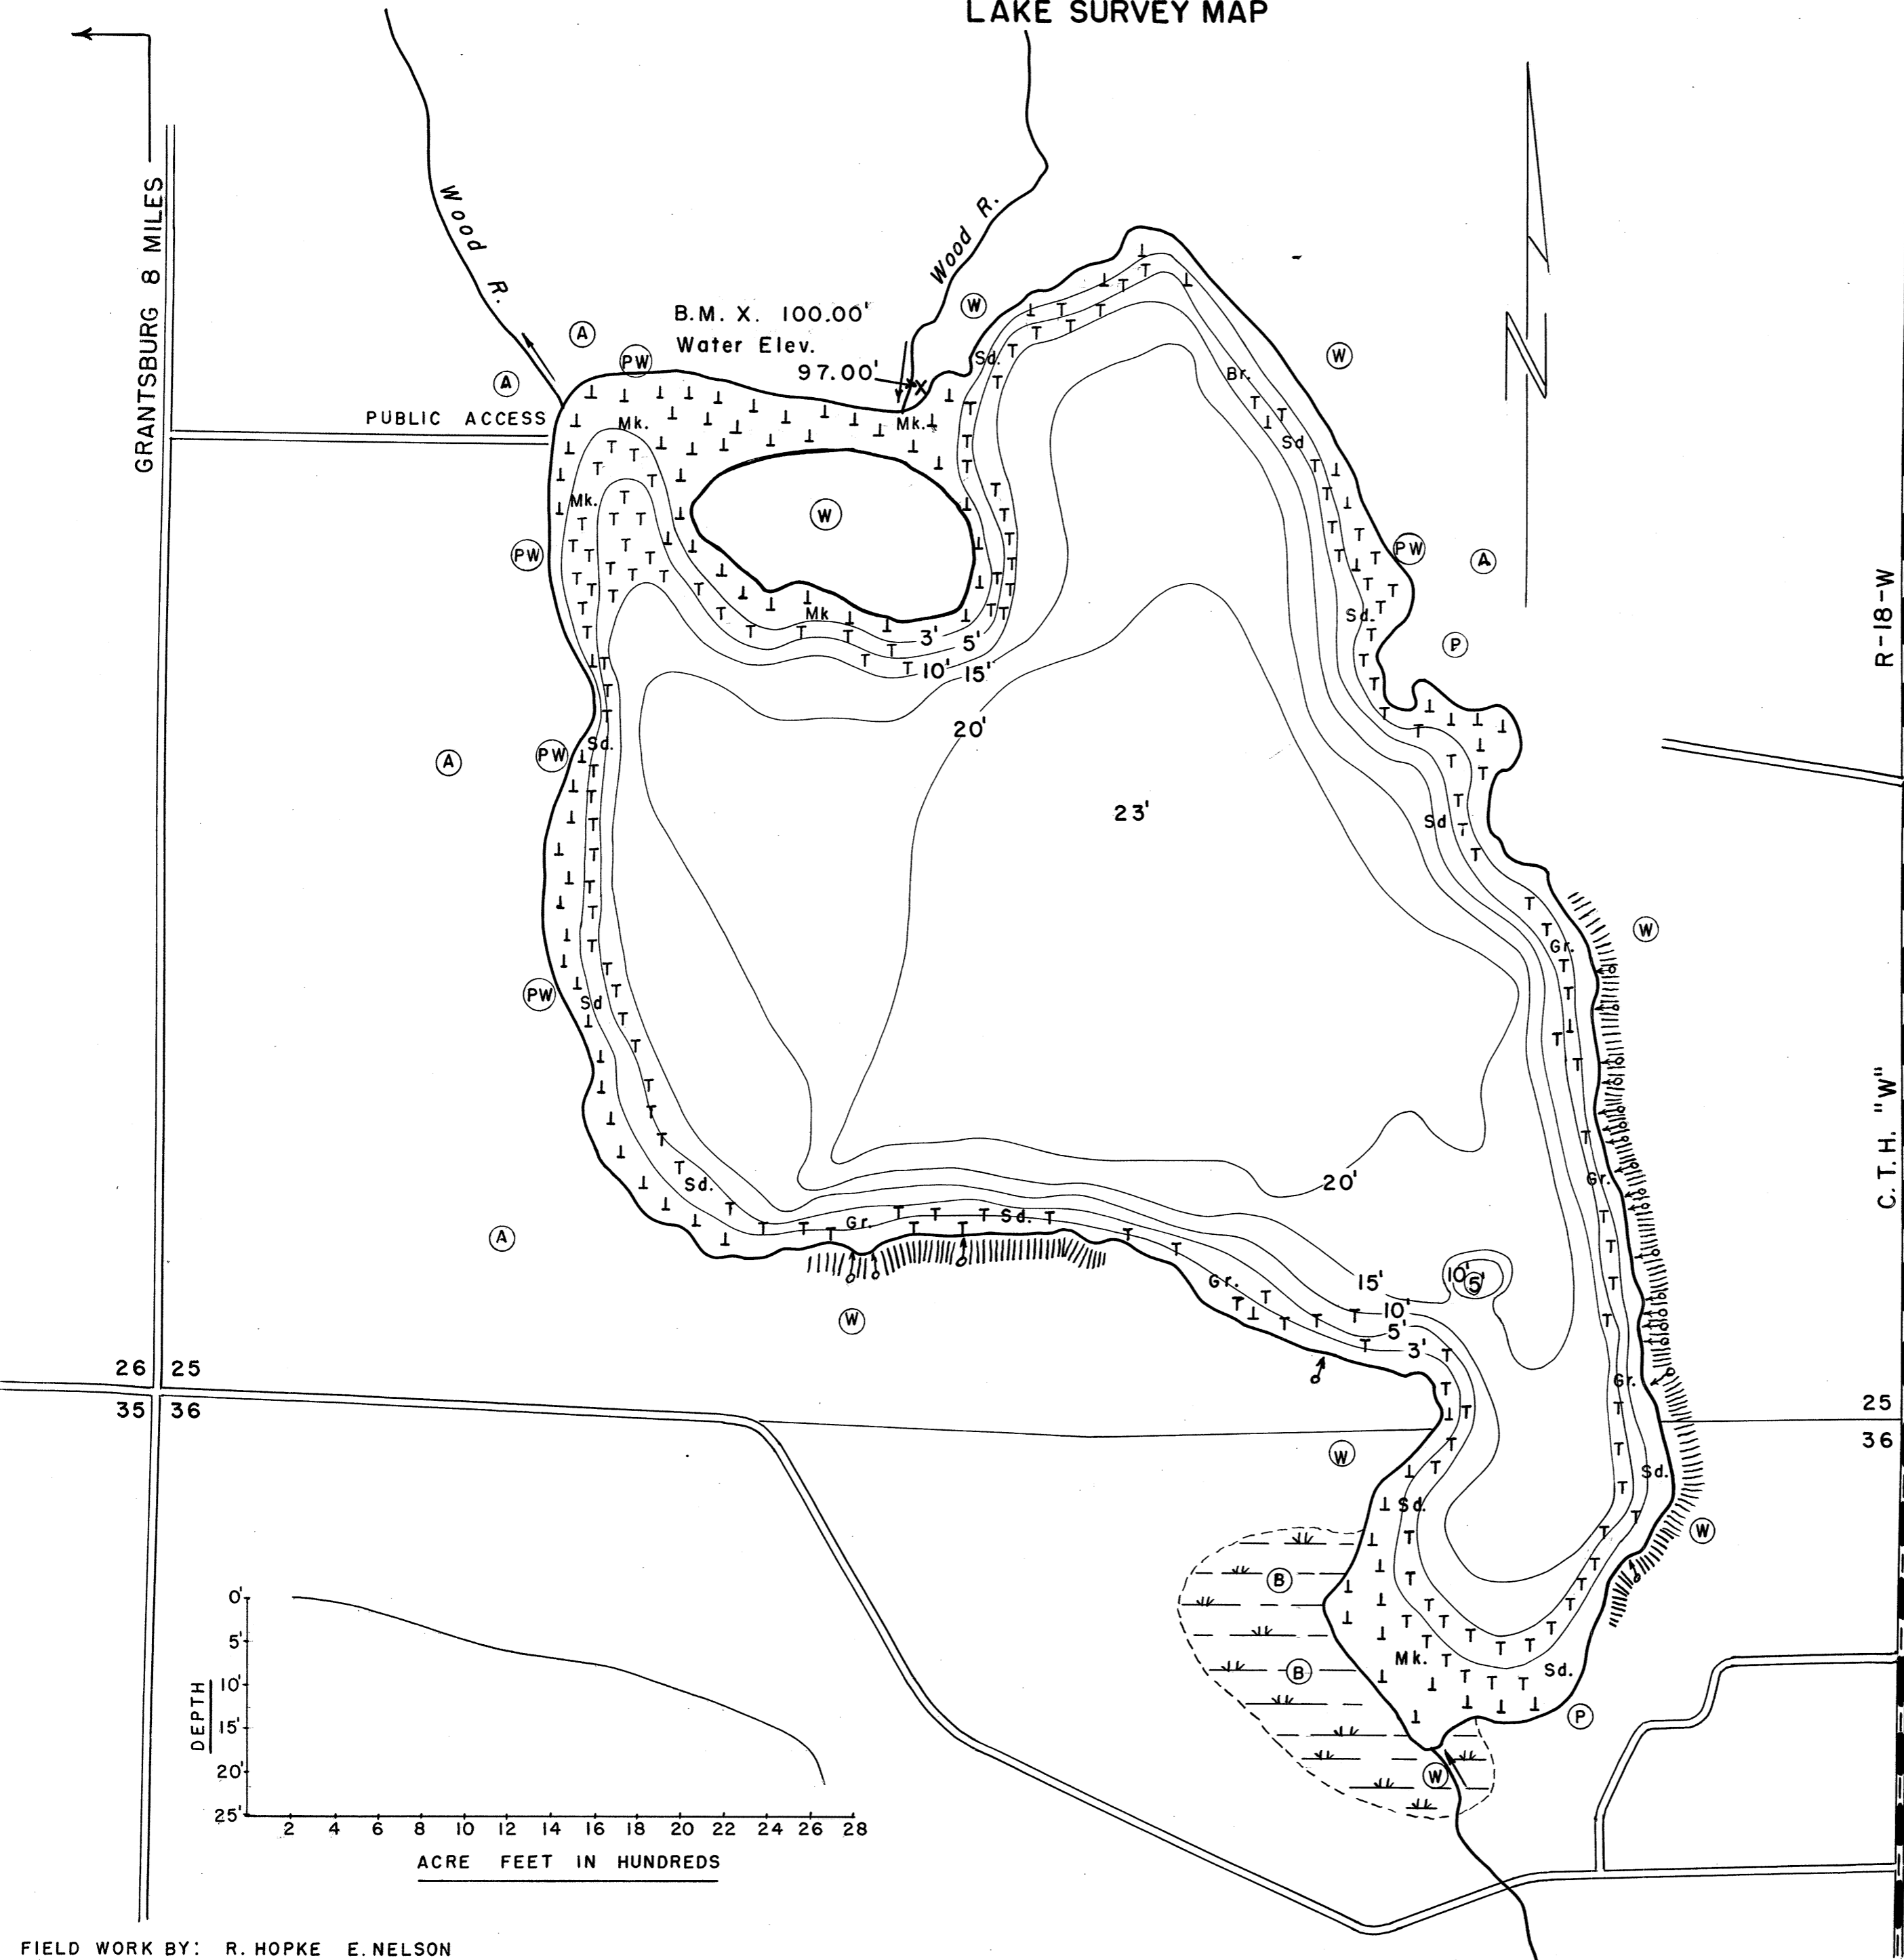 LAKE SURVEY MAP
GRANTSBURG 8 MILES
Wood R.
Wood R.
B.M. X. 100.00'
Water Elev.
97.00'
X
PUBLIC ACCESS
N
A
A
PW
W
W
Sd.
Br.
Mk.
Mk.
Sd
Mk.
W
PW
PW
A
Mk
Sd.
3'
5'
10'
15'
P
R-18-W
20'
Sd.
PW
A
23'
Sd
Gr.
W
PW
Sd
C.T.H. "W"
Sd.
20'
Gr.
Gr.
Sd.
A
W
Gr.
15'
10'
5'
10'
5'
3'
Gr.
26 25
35 36
25
36
W
Sd.
Sd.
W
B
B
Mk.
Sd.
P
W
0'
5'
10'
15'
20'
25'
DEPTH
2 4 6 8 10 12 14 16 18 20 22 24 26 28
ACRE FEET IN HUNDREDS
FIELD WORK BY: R. HOPKE E. NELSON